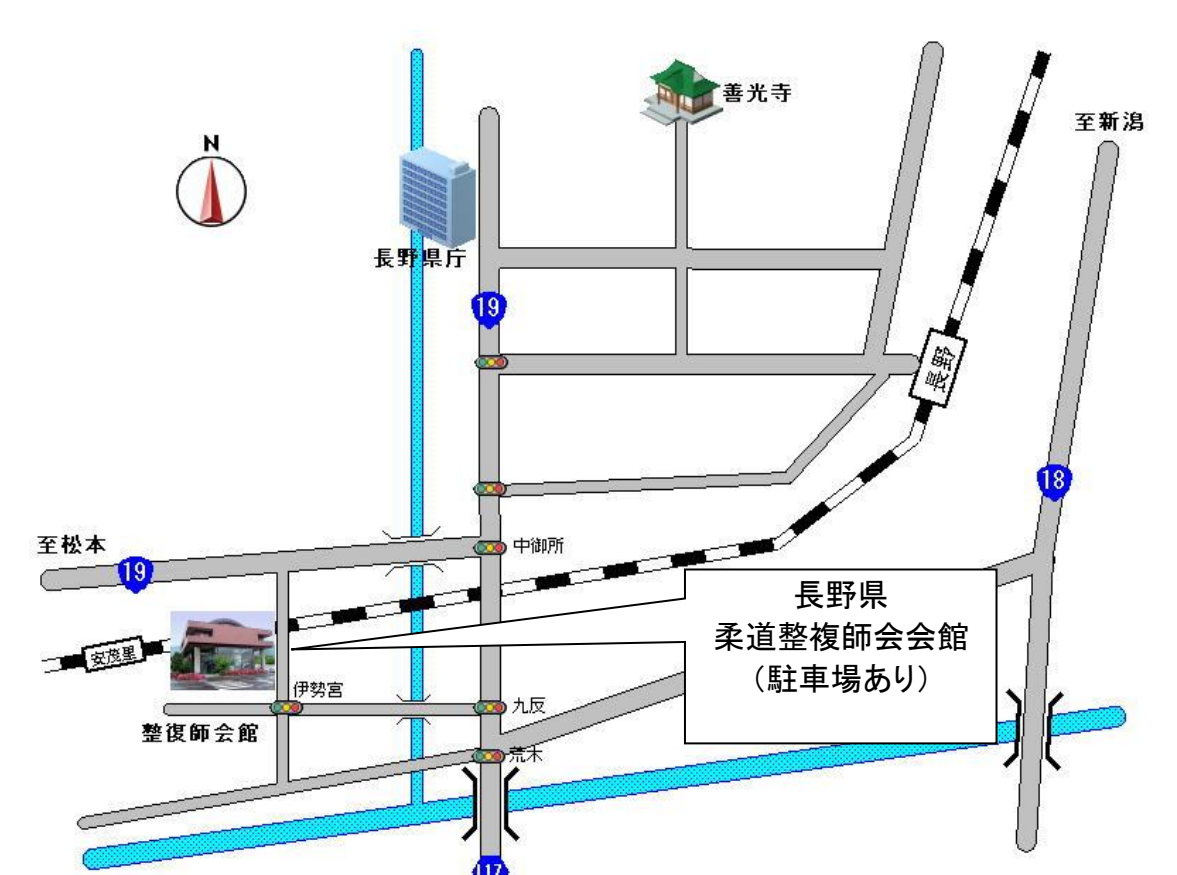 N
善光寺
至新潟
長野県庁
19
長野
18
至松本
19
中御所
長野県
柔道整複師会会館
（駐車場あり）
安茂里
伊勢宮
九反
整復師会館
荒木
117